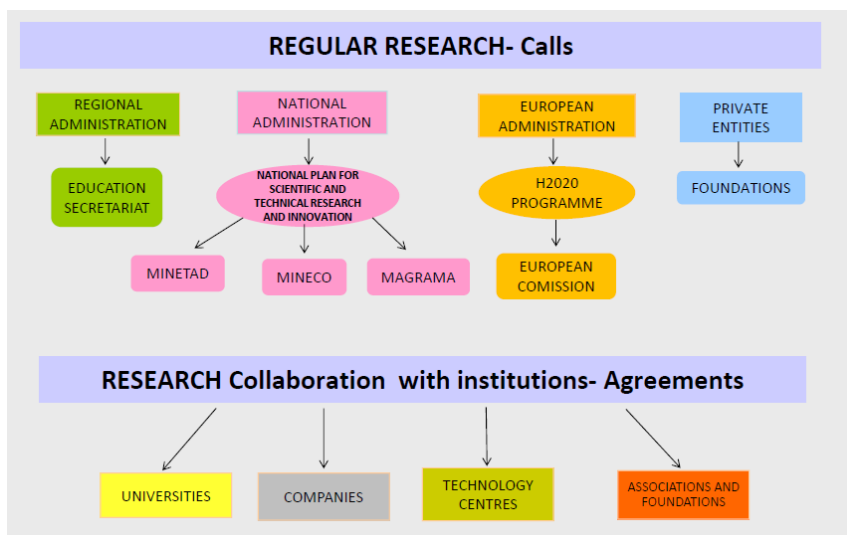 REGULAR RESEARCH- Calls
REGIONAL
ADMINISTRATION
NATIONAL
ADMINISTRATION
EUROPEAN
ADMINISTRATION
PRIVATE
ENTITIES
EDUCATION
SECRETARIAT
NATIONAL PLAN FOR
SCIENTIFIC AND
TECHNICAL RESEARCH
AND INNOVATION
H2020
PROGRAMME
FOUNDATIONS
MINETAD
MINECO
MAGRAMA
EUROPEAN
COMISSION
RESEARCH Collaboration with institutions- Agreements
UNIVERSITIES
COMPANIES
TECHNOLOGY
CENTRES
ASSOCIATIONS AND
FOUNDATIONS